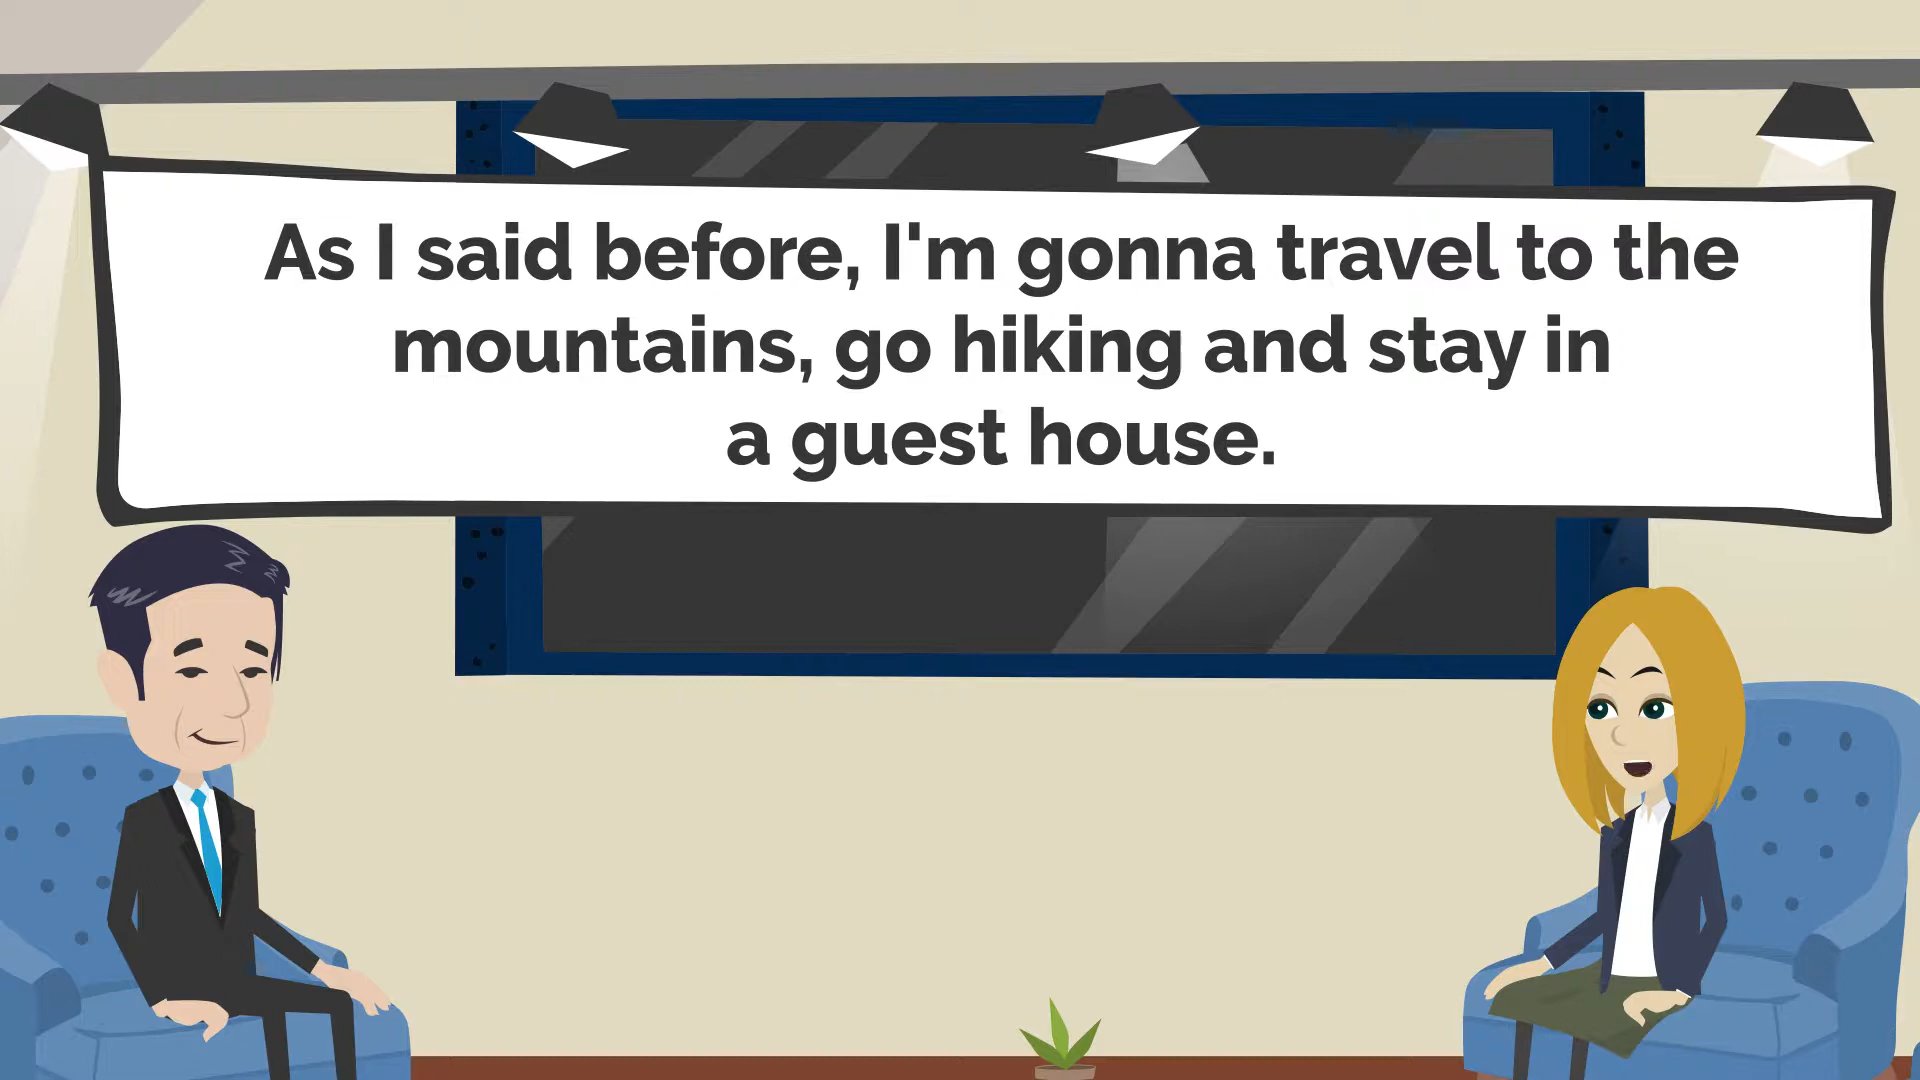 As I said before, I'm gonna travel to the
mountains, go hiking and stay in
a guest house.